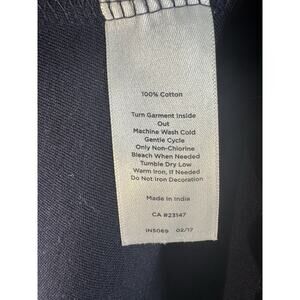 100% Cotton
Turn Garment Inside
Out
Machine Wash Cold
Gentle Cycle
Only Non-Chlorine
Bleach When Needed
Tumble Dry Low
Warm Iron, If Needed
Do Not Iron Decoration
Made in India
CA #23147
IN5069 02/17